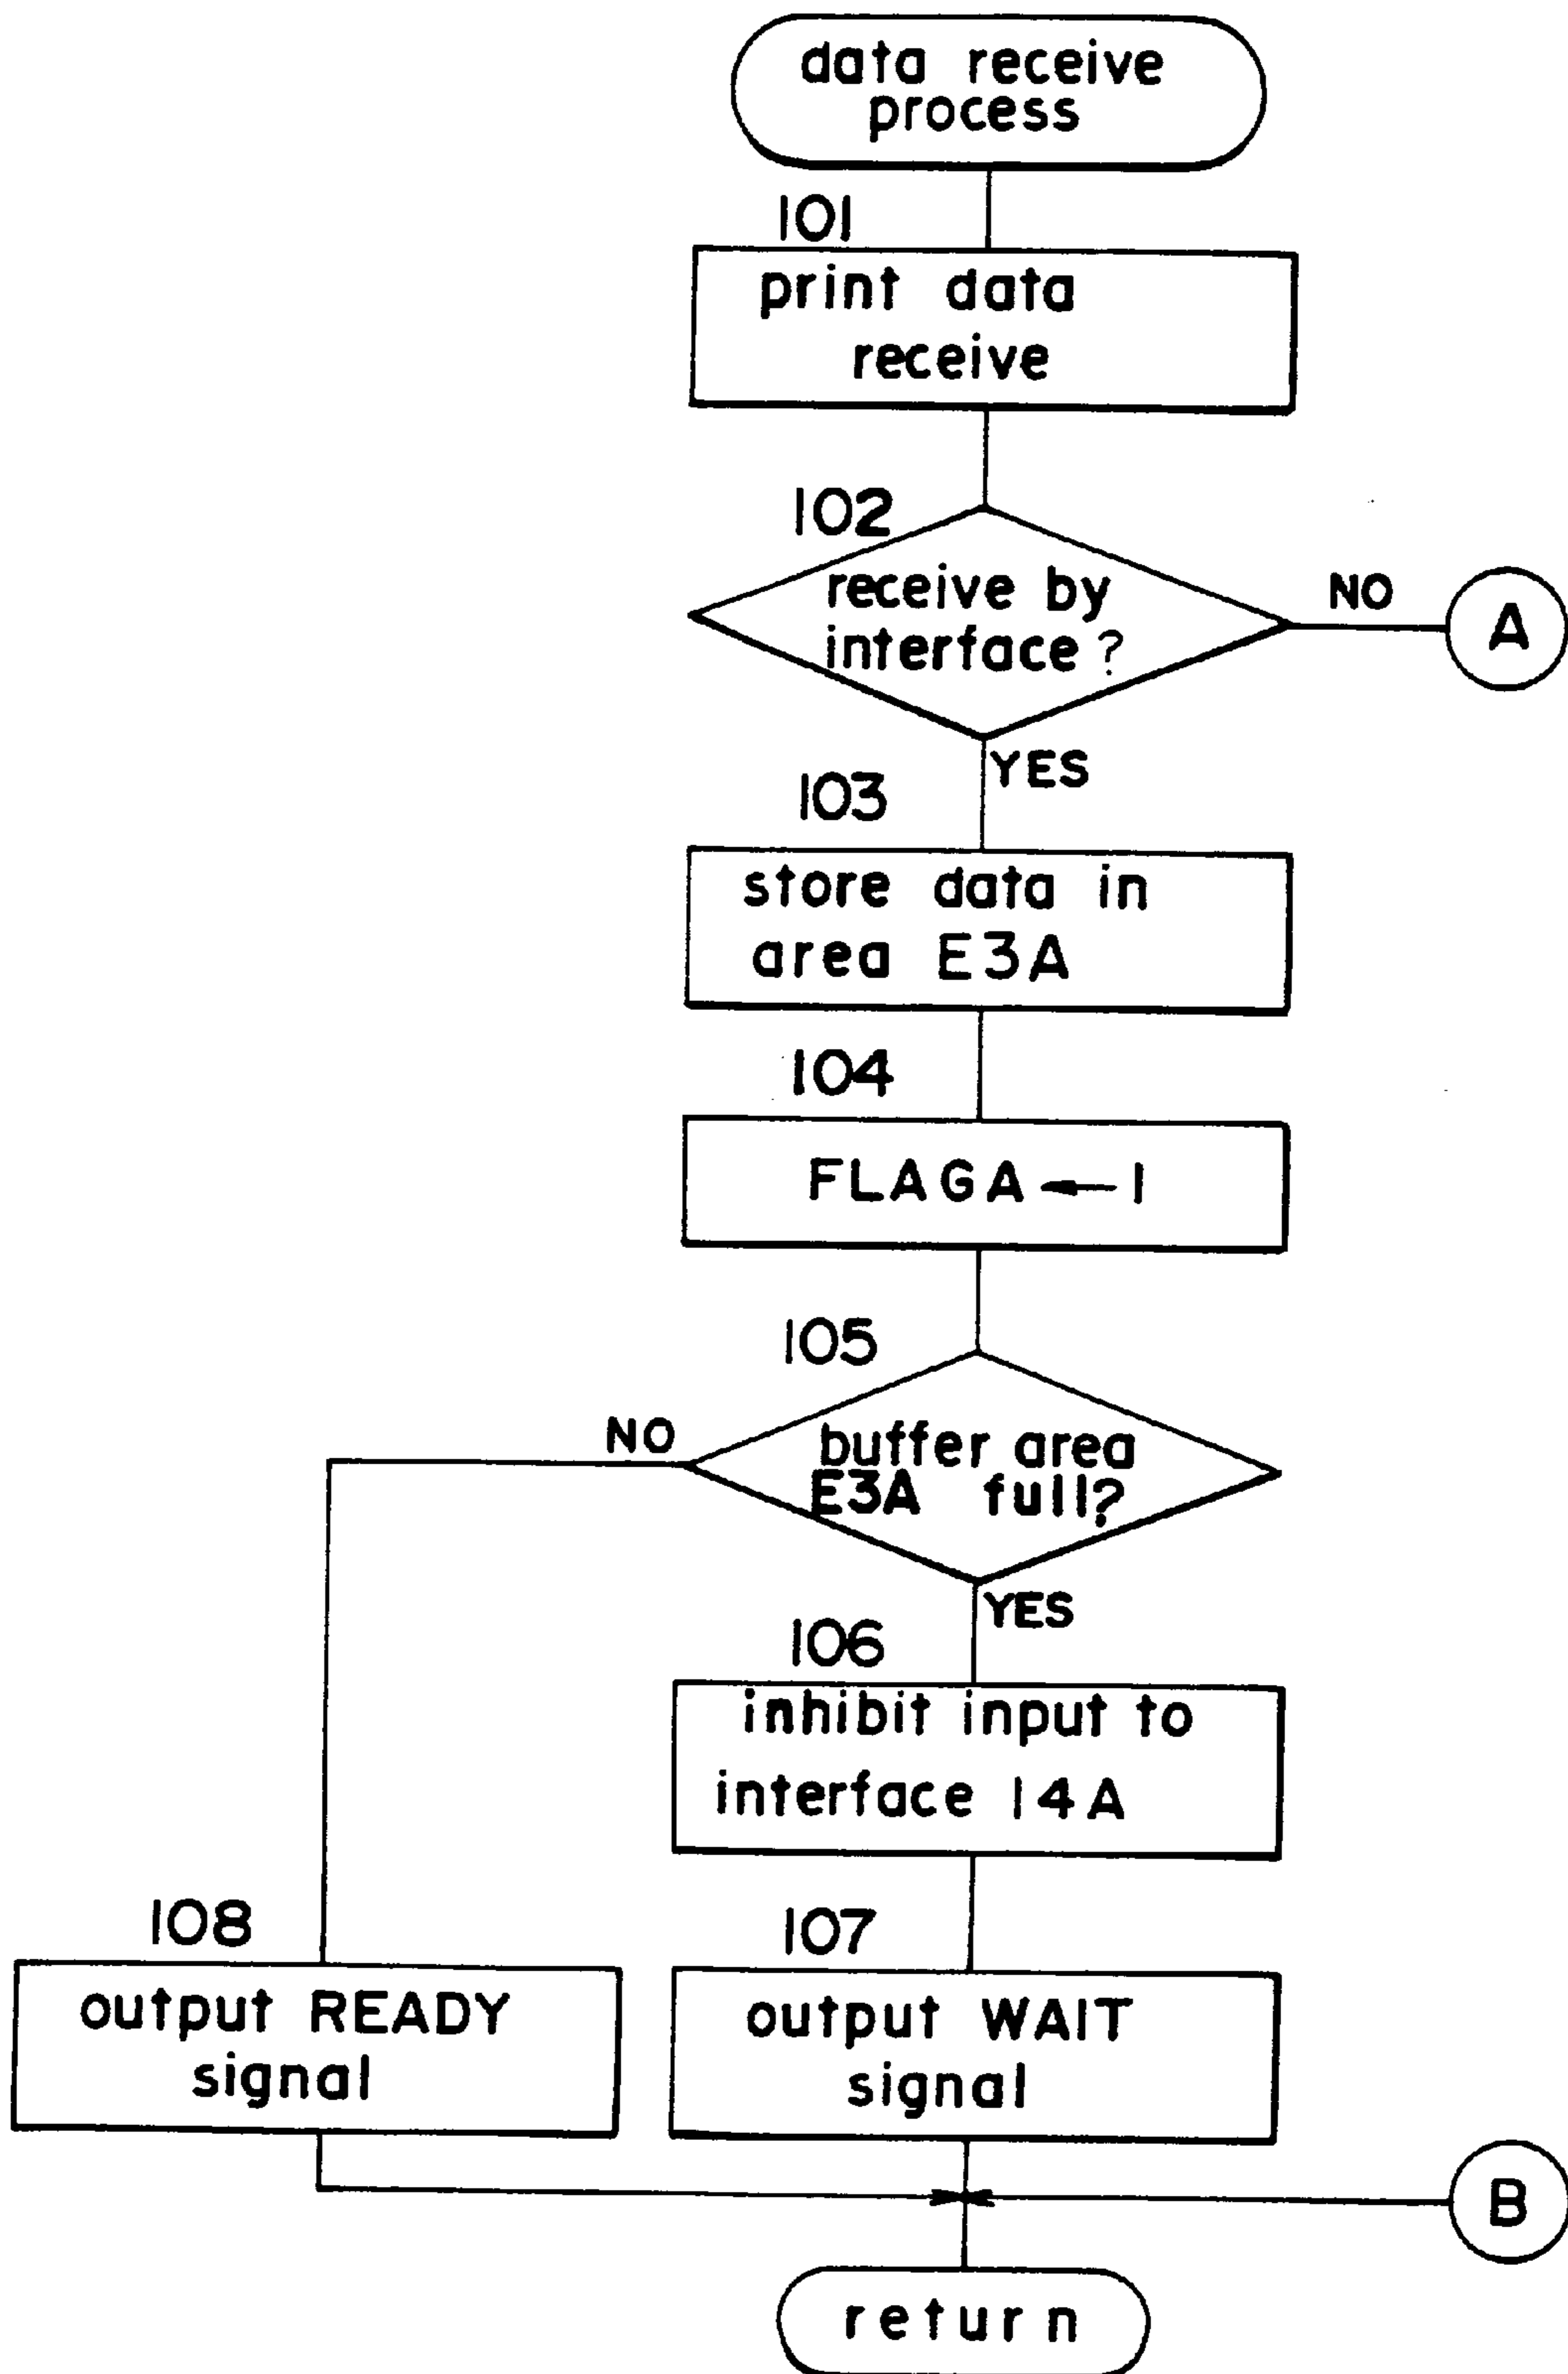 data receive
process
101
print data
receive
102
receive by
interface?
NO
A
YES
103
store data in
area E3A
104
FLAGA ← 1
105
NO
buffer area
E3A full?
YES
106
inhibit input to
interface 14A
108
output READY
signal
107
output WAIT
signal
B
return